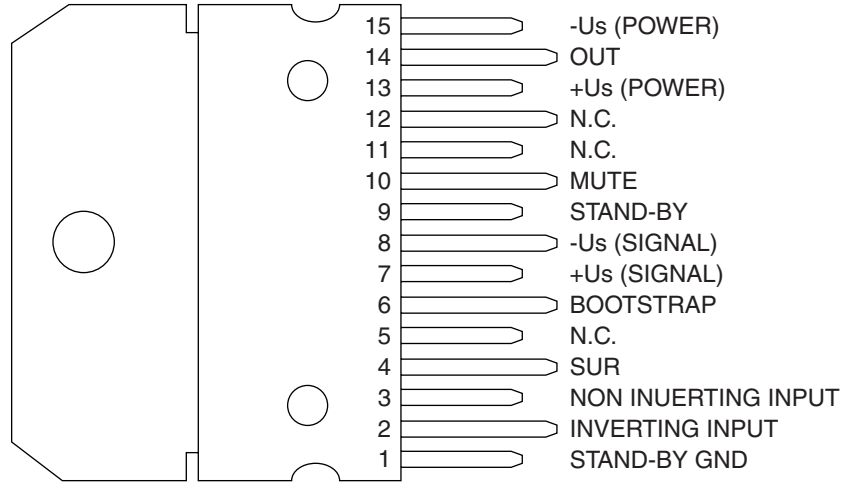 15 -Us (POWER)
14 OUT
13 +Us (POWER)
12 N.C.
11 N.C.
10 MUTE
9 STAND-BY
8 -Us (SIGNAL)
7 +Us (SIGNAL)
6 BOOTSTRAP
5 N.C.
4 SUR
3 NON INUERTING INPUT
2 INVERTING INPUT
1 STAND-BY GND